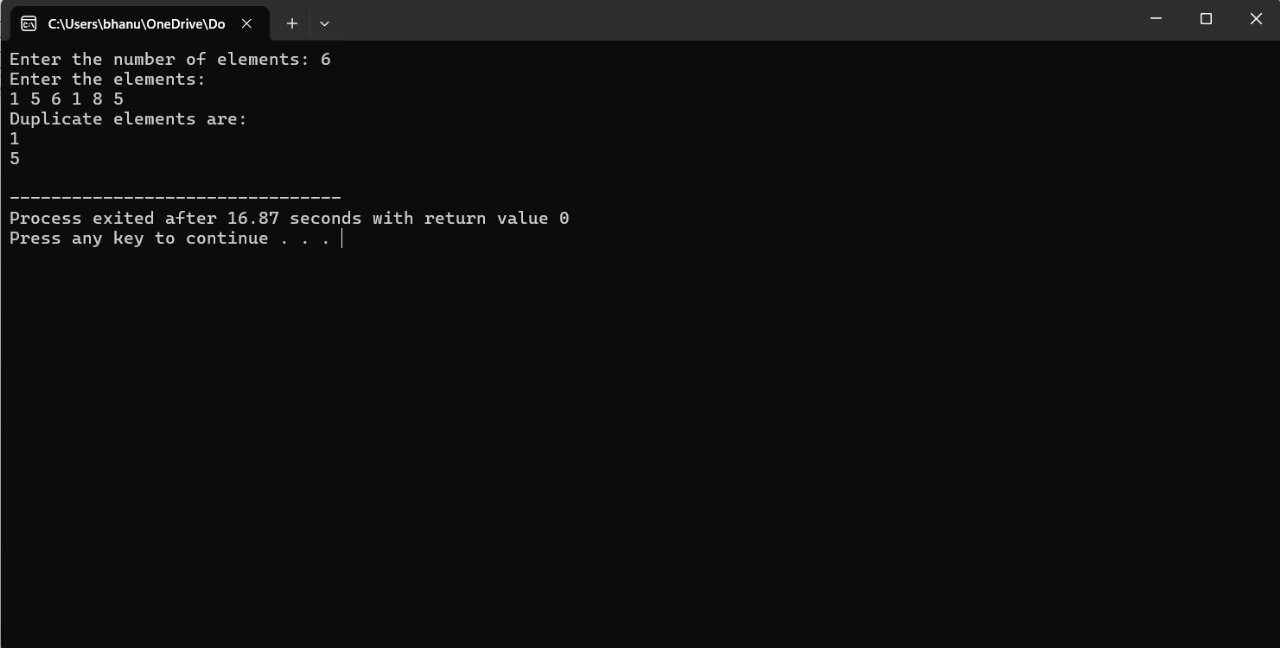 C:\Users\bhanu\OneDrive\Do
Enter the number of elements: 6
Enter the elements:
1 5 6 1 8 5
Duplicate elements are:
1
5
--------------------------------
Process exited after 16.87 seconds with return value 0
Press any key to continue . . .